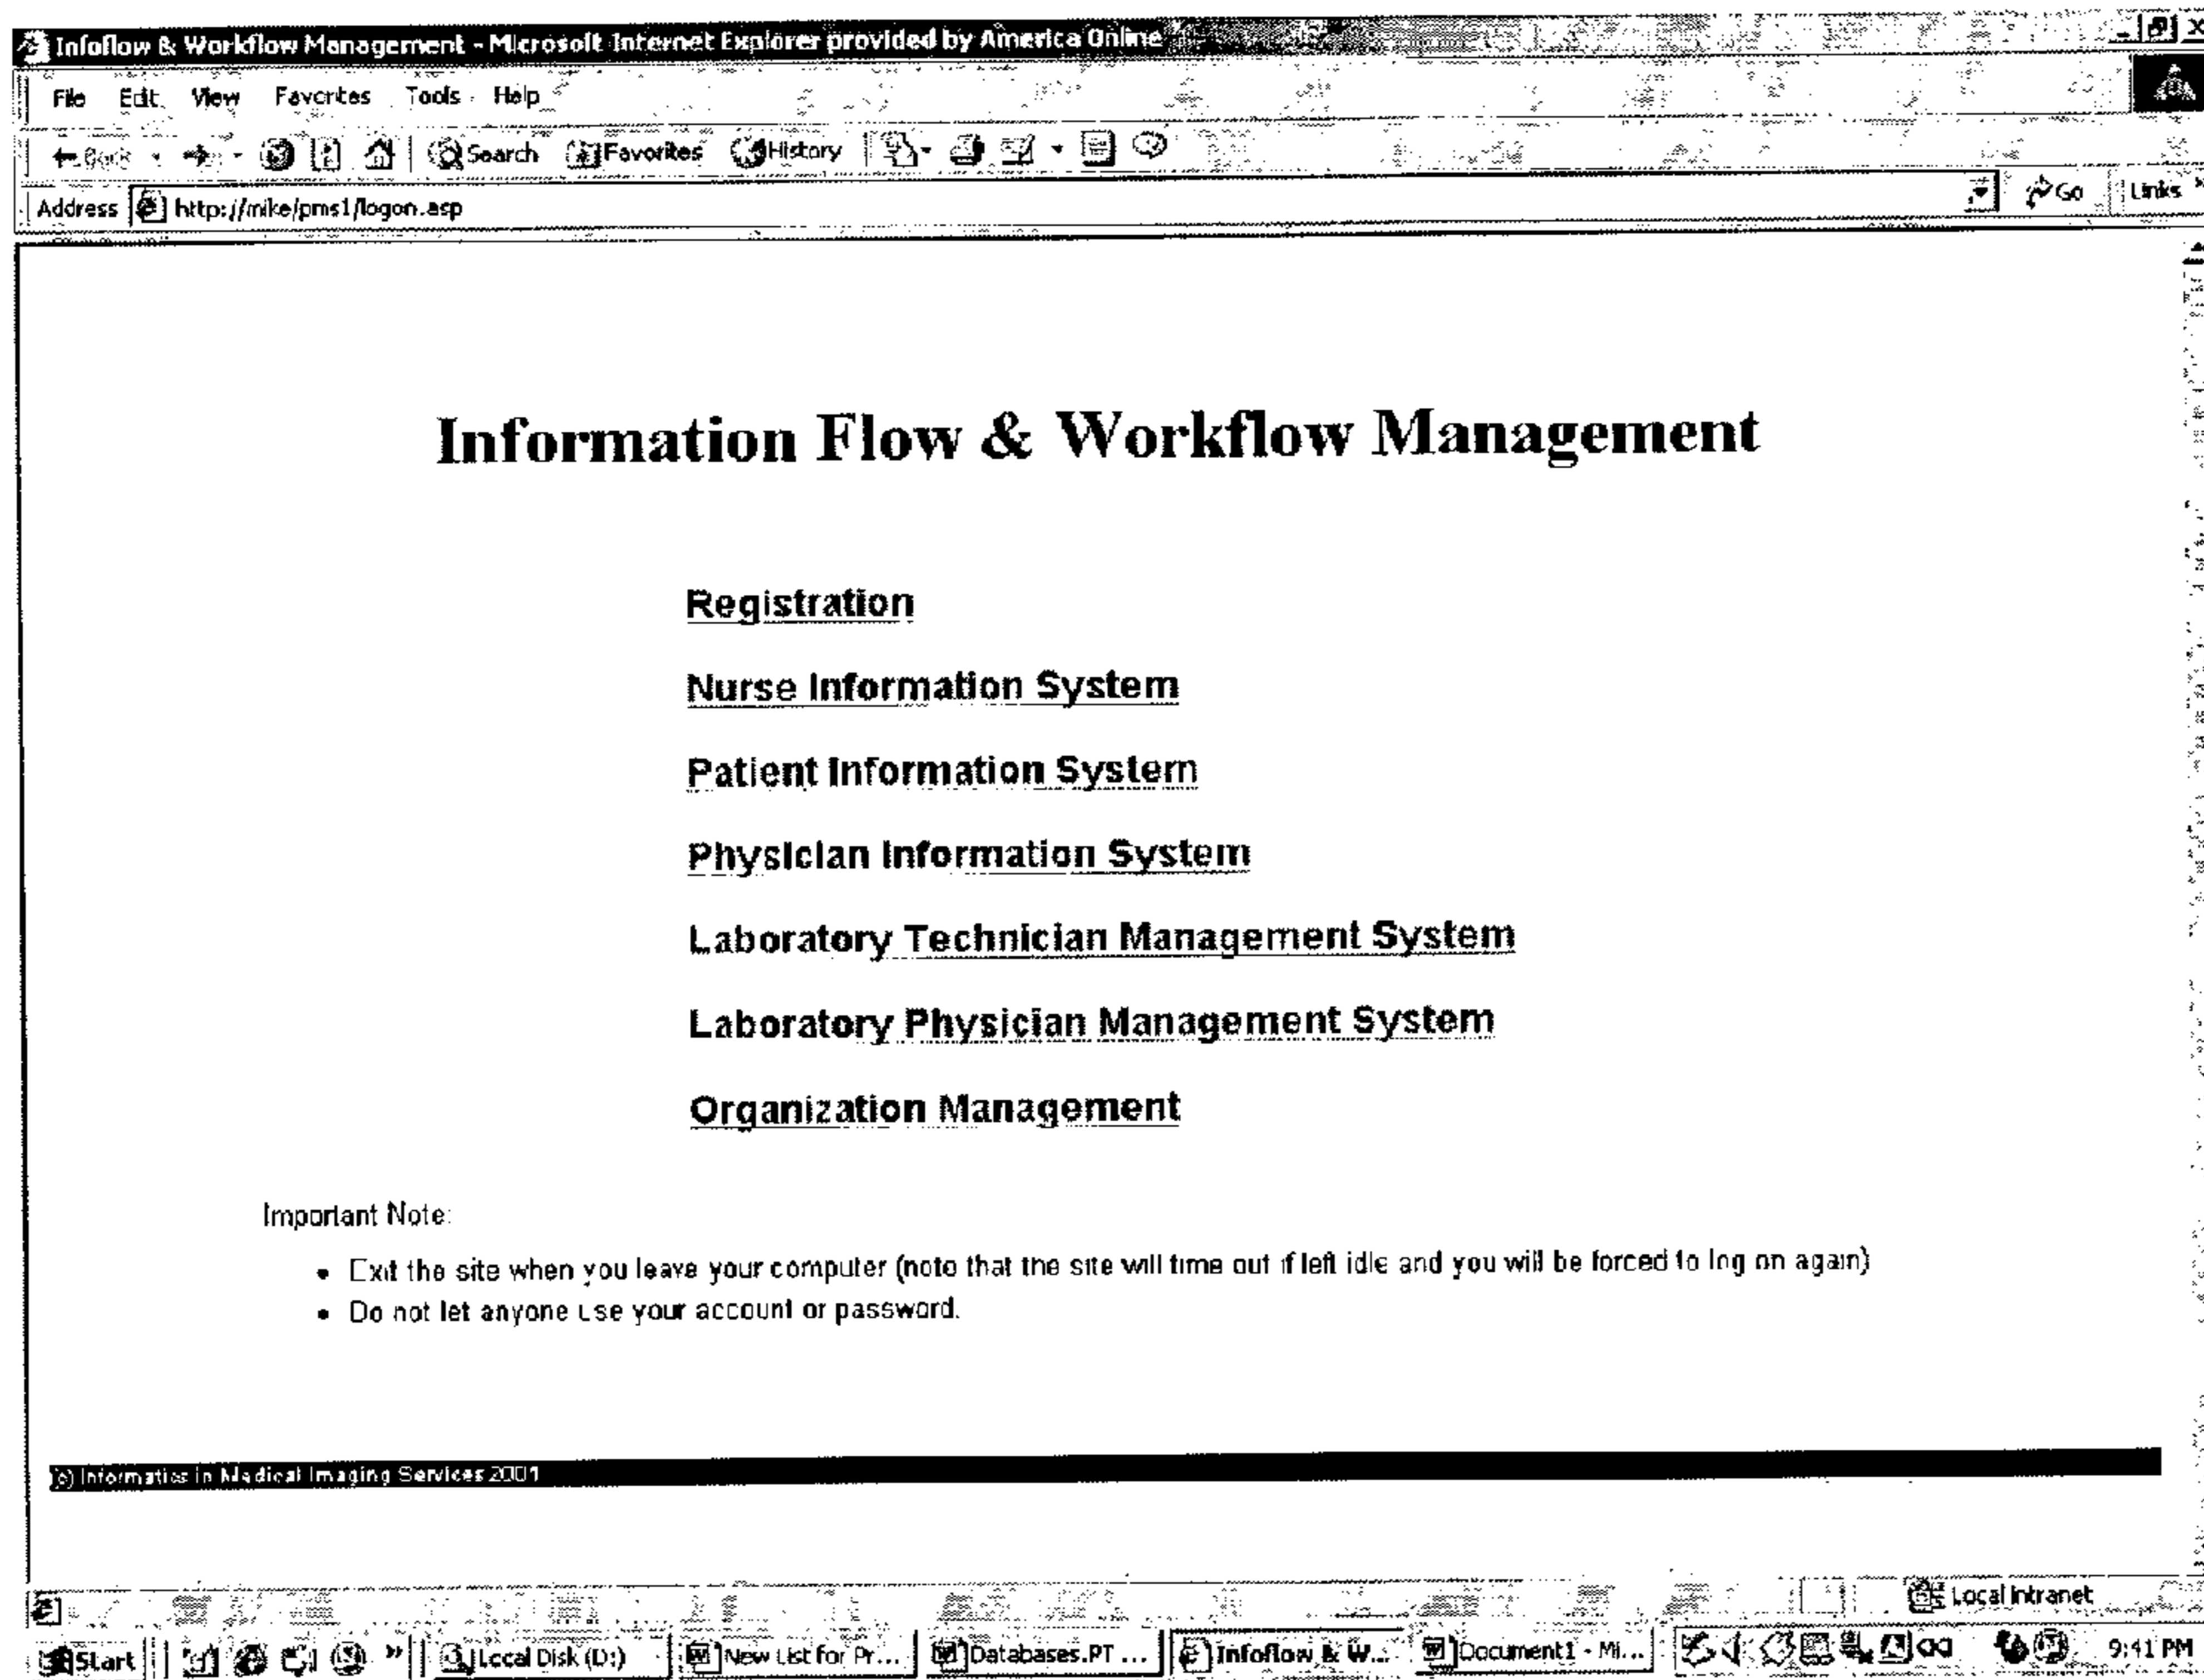 Infoflow & Workflow Management - Microsoft Internet Explorer provided by America Online
File Edit View Favorites Tools Help
Back Search Favorites History
Address http://mike/pms1/logon.asp Go Links »
Information Flow & Workflow Management
Registration
Nurse Information System
Patient Information System
Physician Information System
Laboratory Technician Management System
Laboratory Physician Management System
Organization Management
Important Note:
• Exit the site when you leave your computer (note that the site will time out if left idle and you will be forced to log on again)
• Do not let anyone use your account or password.
(c) Informatics in Medical Imaging Services 2001
Local intranet
Start » Local Disk (D:) New List for Pr... Databases.PT ... Infoflow & W... Document1 - Mi... 9:41 PM